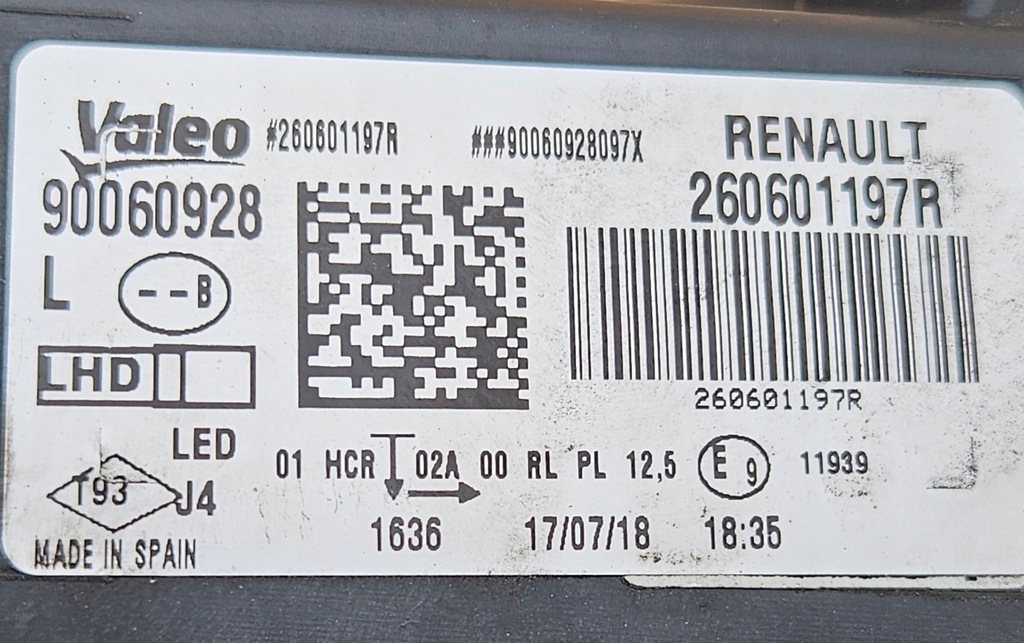 Valeo #260601197R ###90060928097X RENAULT
90060928 260601197R
L --B
LHD
260601197R
LED
01 HCR 02A 00 RL PL 12,5 E9 11939
T93 J4
1636 17/07/18 18:35
MADE IN SPAIN